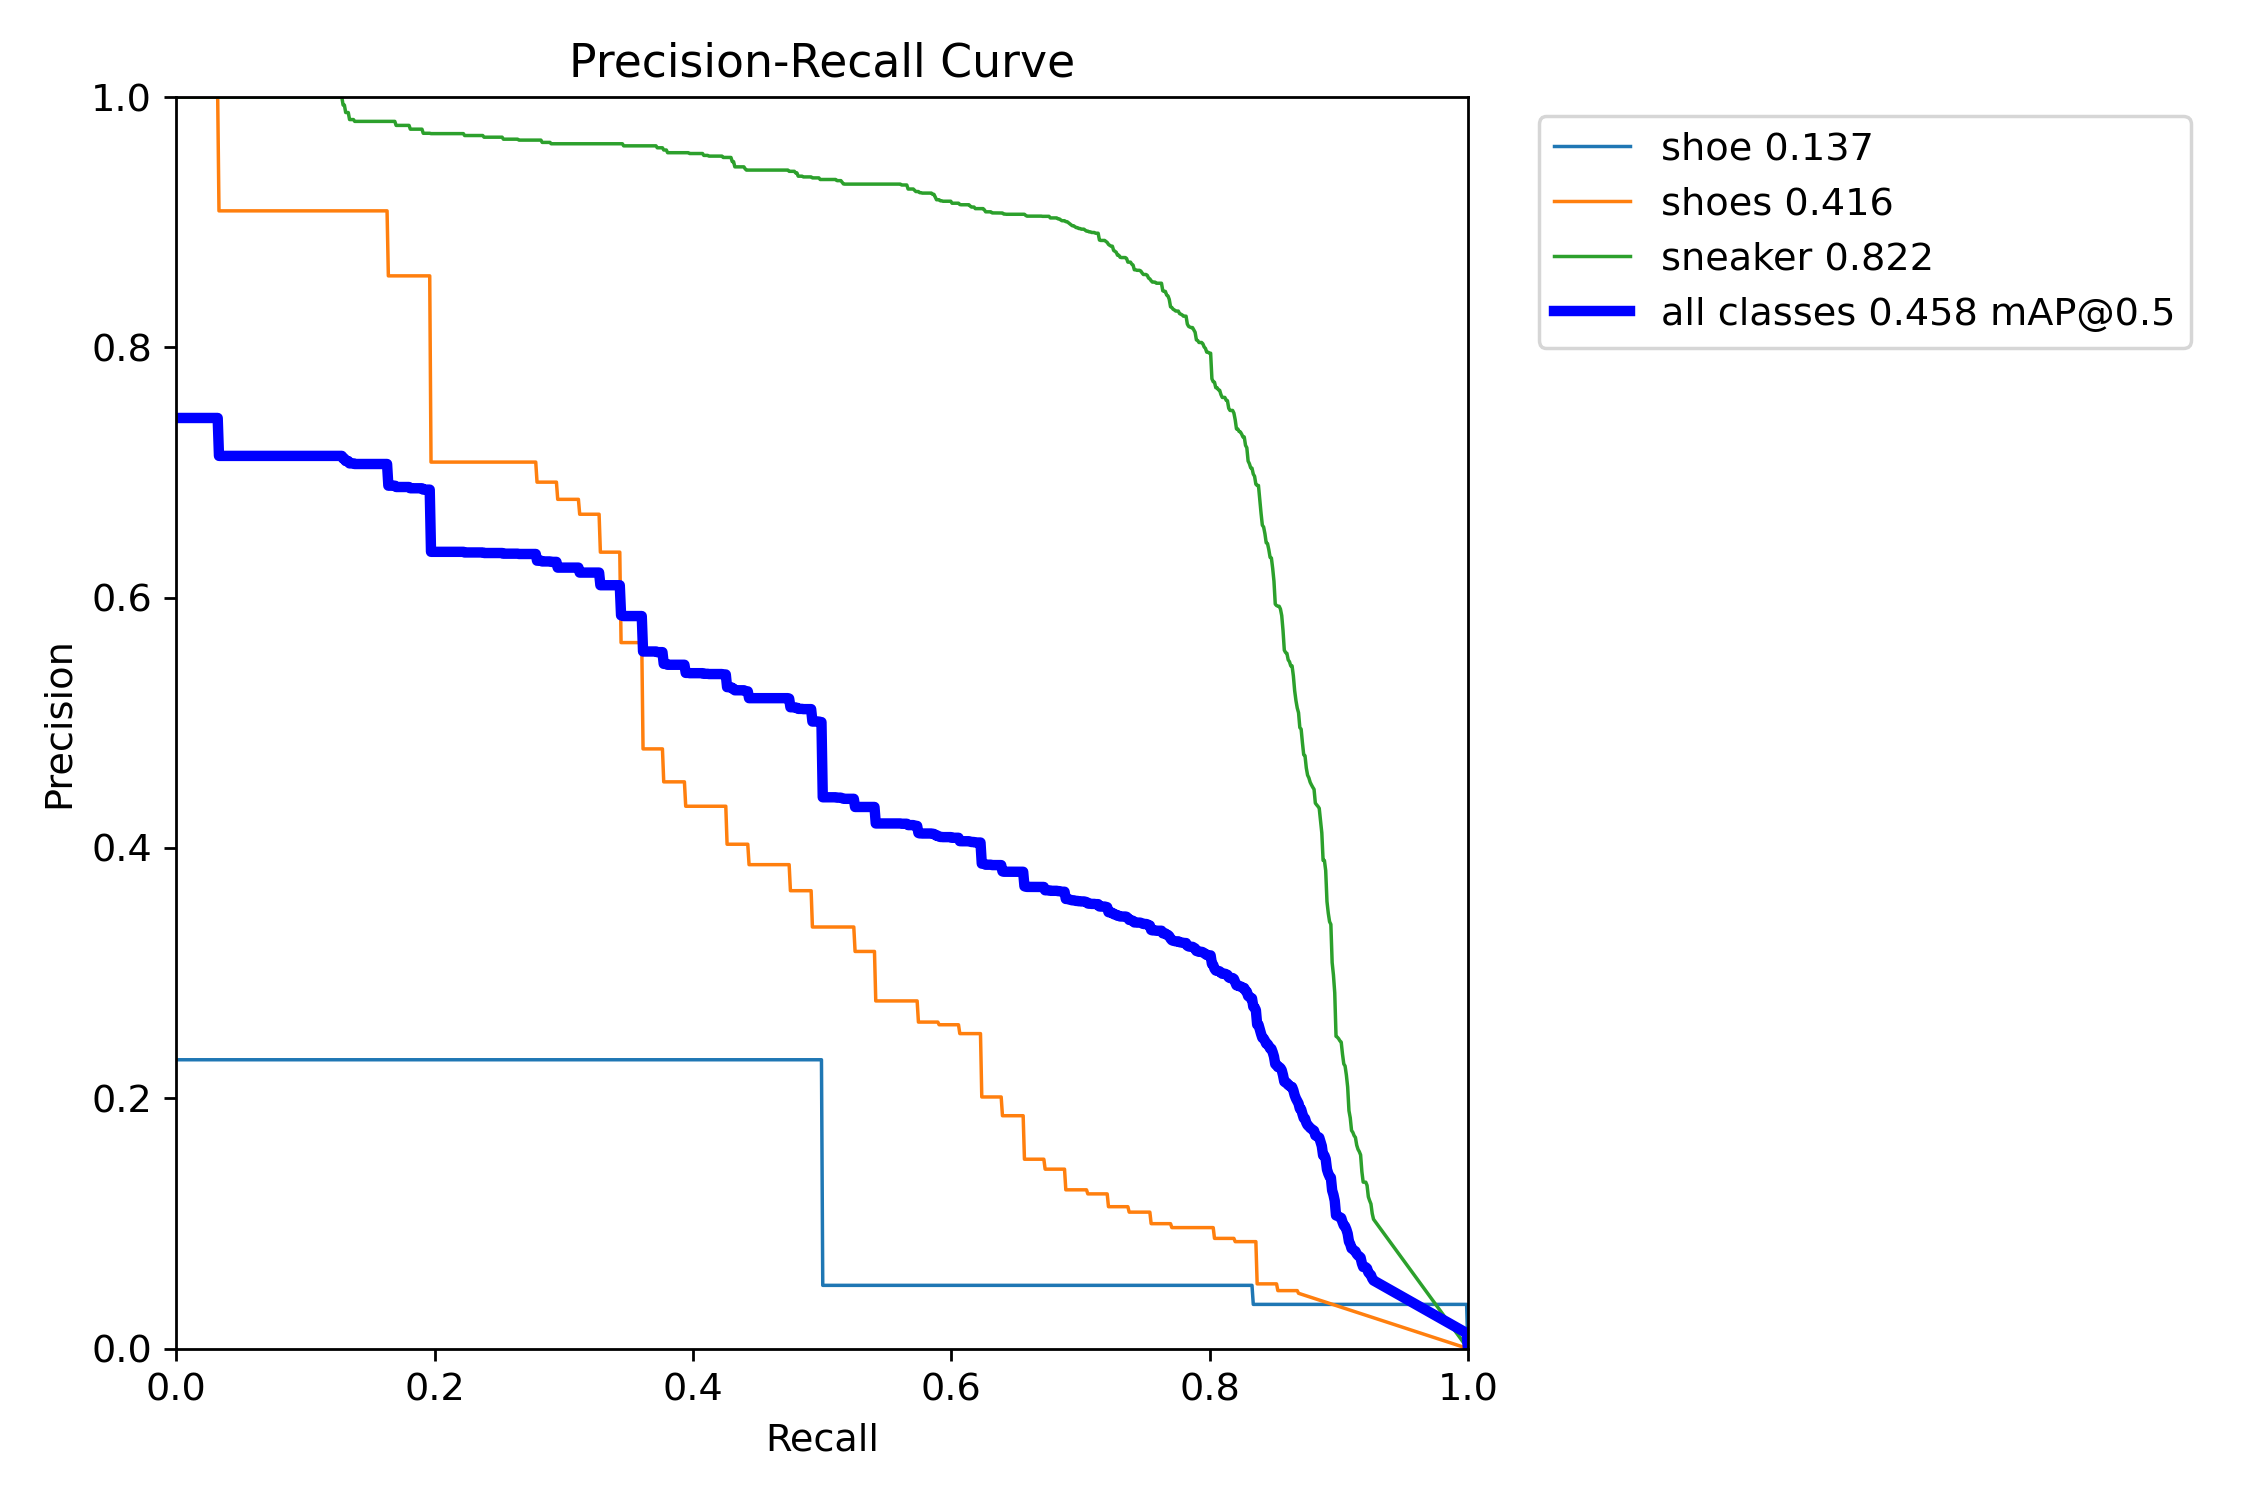 Precision-Recall Curve
1.0
0.8
0.6
0.4
0.2
0.0
Precision
0.0 0.2 0.4 0.6 0.8 1.0
Recall
shoe 0.137
shoes 0.416
sneaker 0.822
all classes 0.458 mAP@0.5